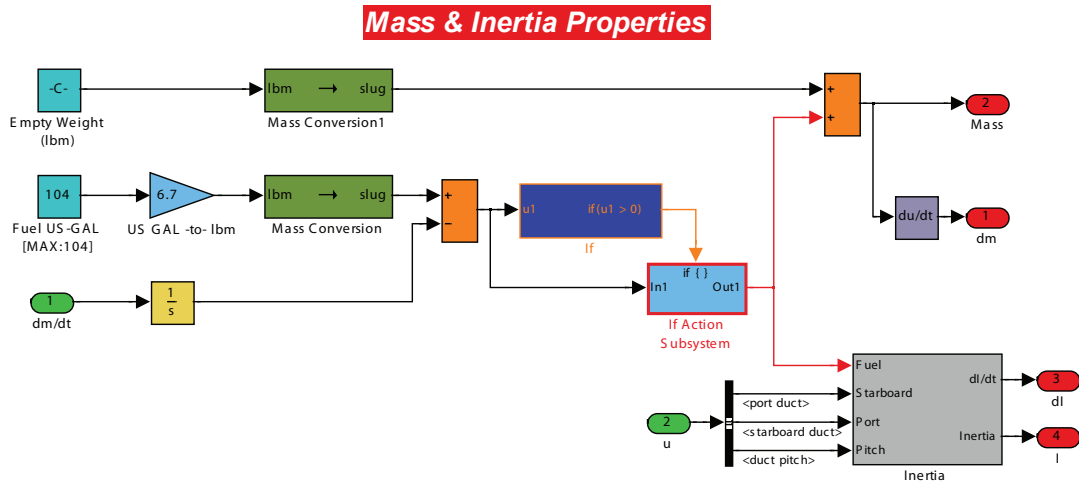 Mass & Inertia Properties
-C-
Empty Weight
(lbm)
lbm → slug
Mass Conversion1
+
+
2
Mass
104
Fuel US-GAL
[MAX:104]
6.7
US GAL -to- lbm
lbm → slug
Mass Conversion
+
−
u1 if(u1 > 0)
If
du/dt
1
dm
if { }
In1 Out1
If Action
Subsystem
1
dm/dt
1
s
2
u
<port duct>
<starboard duct>
<duct pitch>
Fuel
Starboard
Port
Pitch
dI/dt
Inertia
Inertia
3
dI
4
I